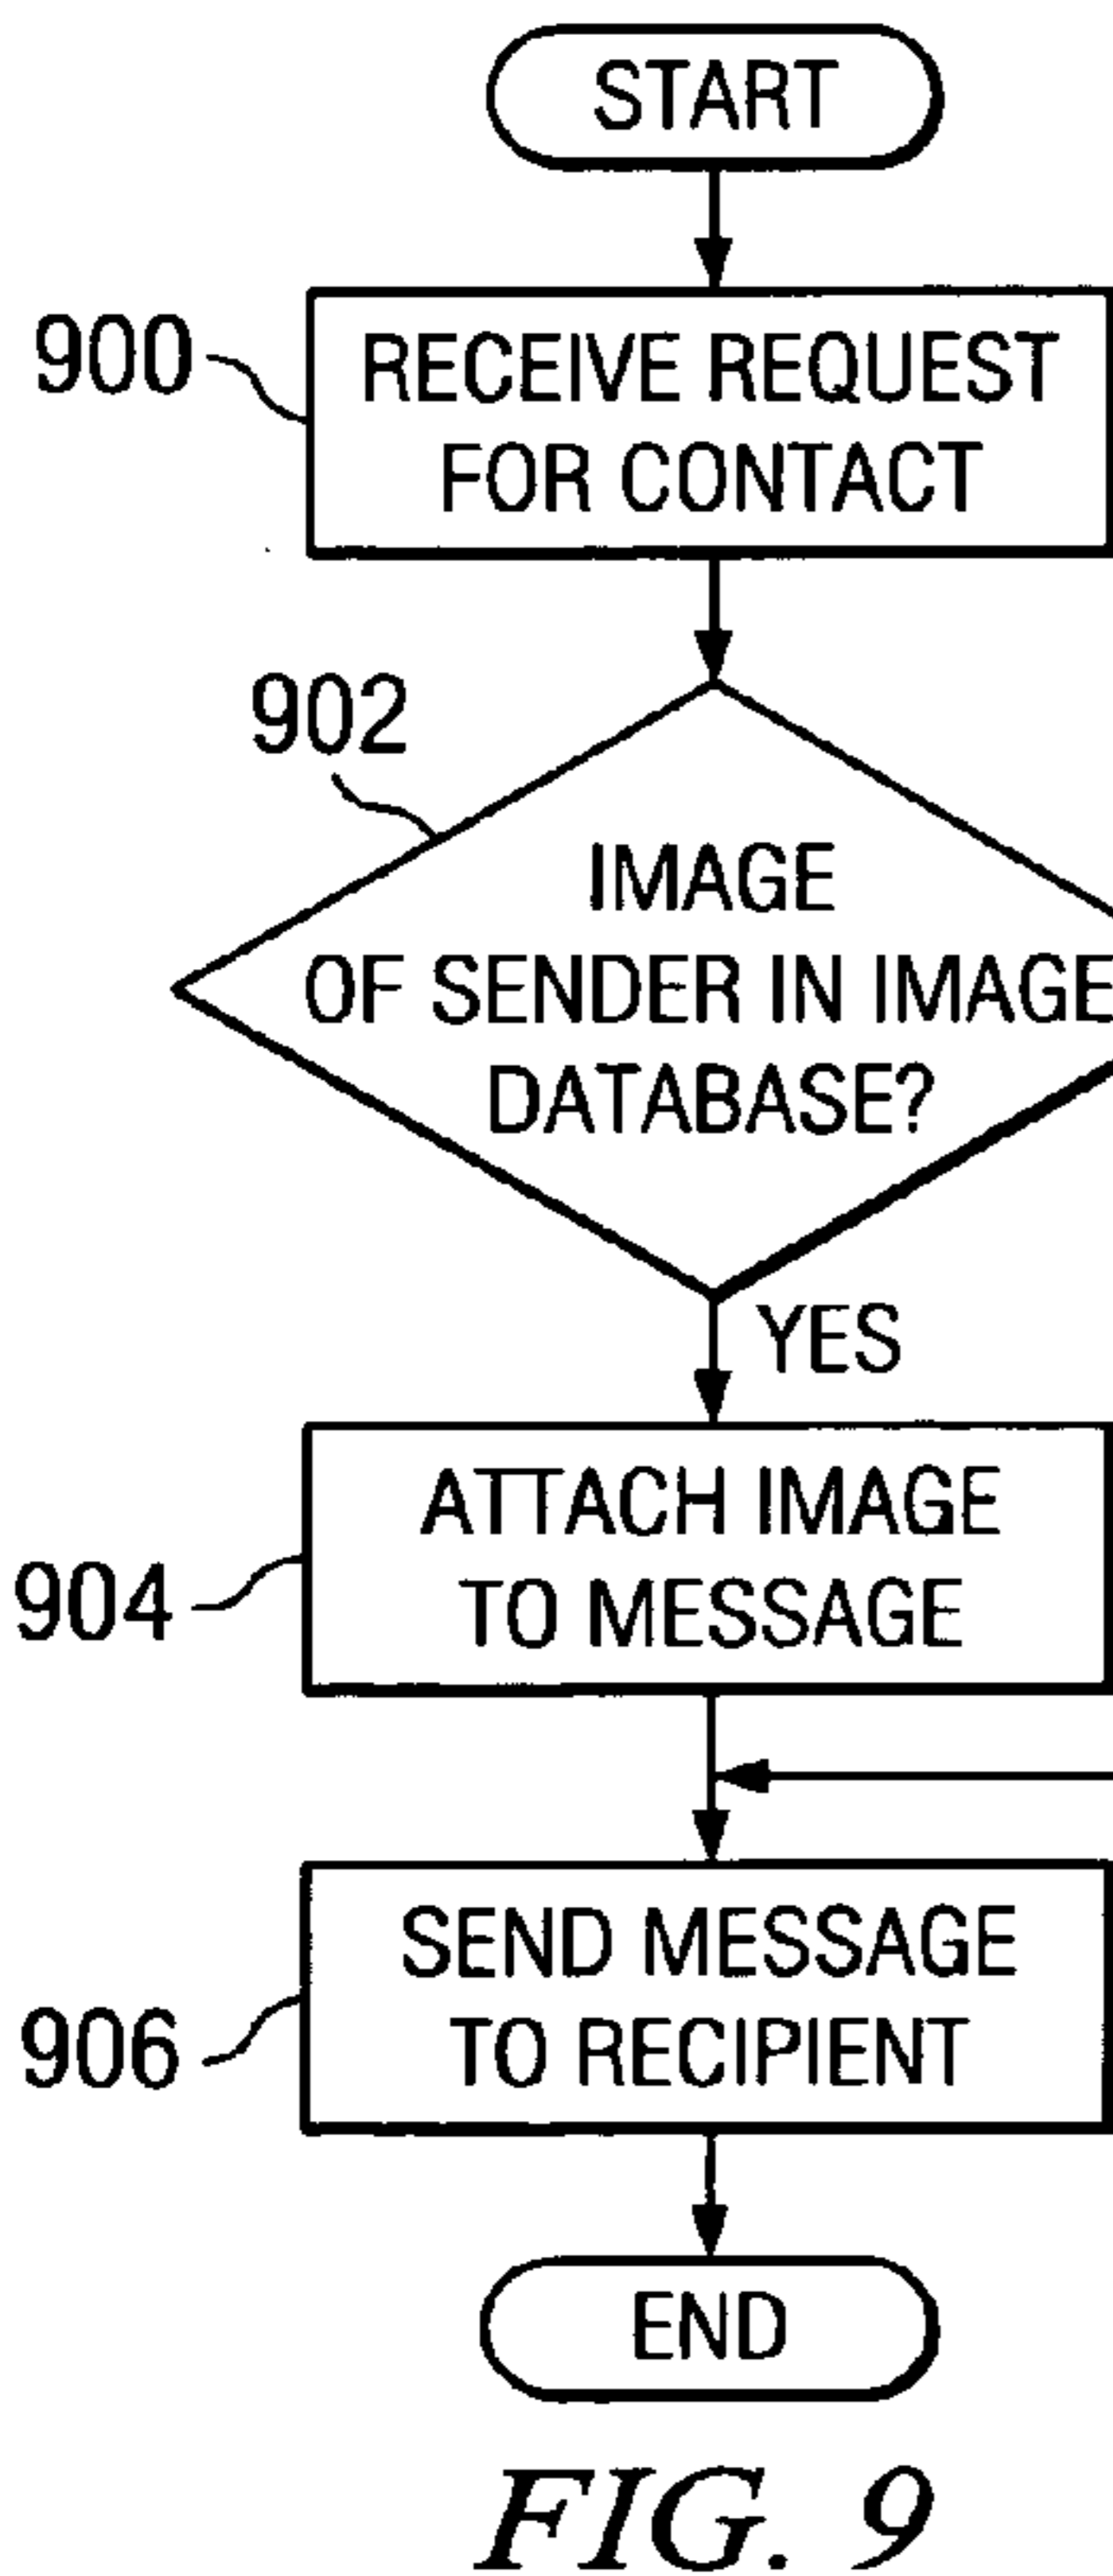 START
900
RECEIVE REQUEST
FOR CONTACT
902
IMAGE
OF SENDER IN IMAGE
DATABASE?
YES
ATTACH IMAGE
TO MESSAGE
904
SEND MESSAGE
TO RECIPIENT
906
END
FIG. 9